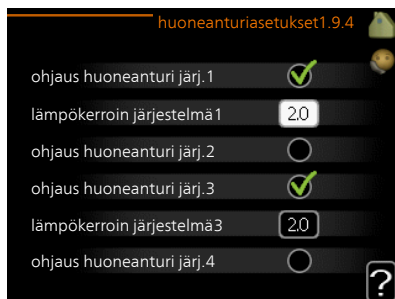 huoneanturiasetukset1.9.4
ohjaus huoneanturi järj.1
lämpökerroin järjestelmä1 2.0
ohjaus huoneanturi järj.2
ohjaus huoneanturi järj.3
lämpökerroin järjestelmä3 2.0
ohjaus huoneanturi järj.4
?